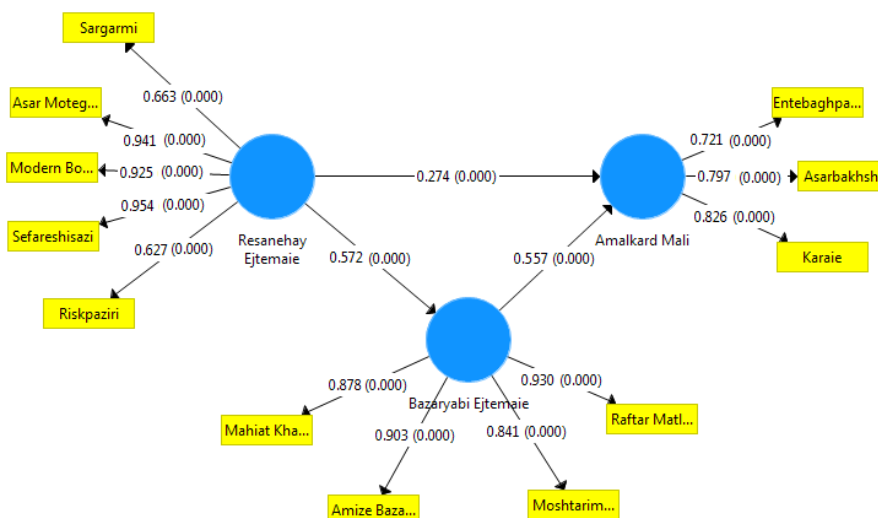 Sargarmi
0.663 (0.000)
Asar Moteg...
0.941 (0.000)
Modern Bo...
0.925 (0.000)
Sefareshisazi
0.954 (0.000)
Riskpaziri
0.627 (0.000)
Resanehay
Ejtemaie
0.274 (0.000)
0.572 (0.000)
0.557 (0.000)
Amalkard Mali
Entebaghpa...
0.721 (0.000)
Asarbakhsh
0.797 (0.000)
0.826 (0.000)
Karaie
Bazaryabi Ejtemaie
0.878 (0.000)
Mahiat Kha...
0.903 (0.000)
Amize Baza...
0.841 (0.000)
Moshtarim...
0.930 (0.000)
Raftar Matl...